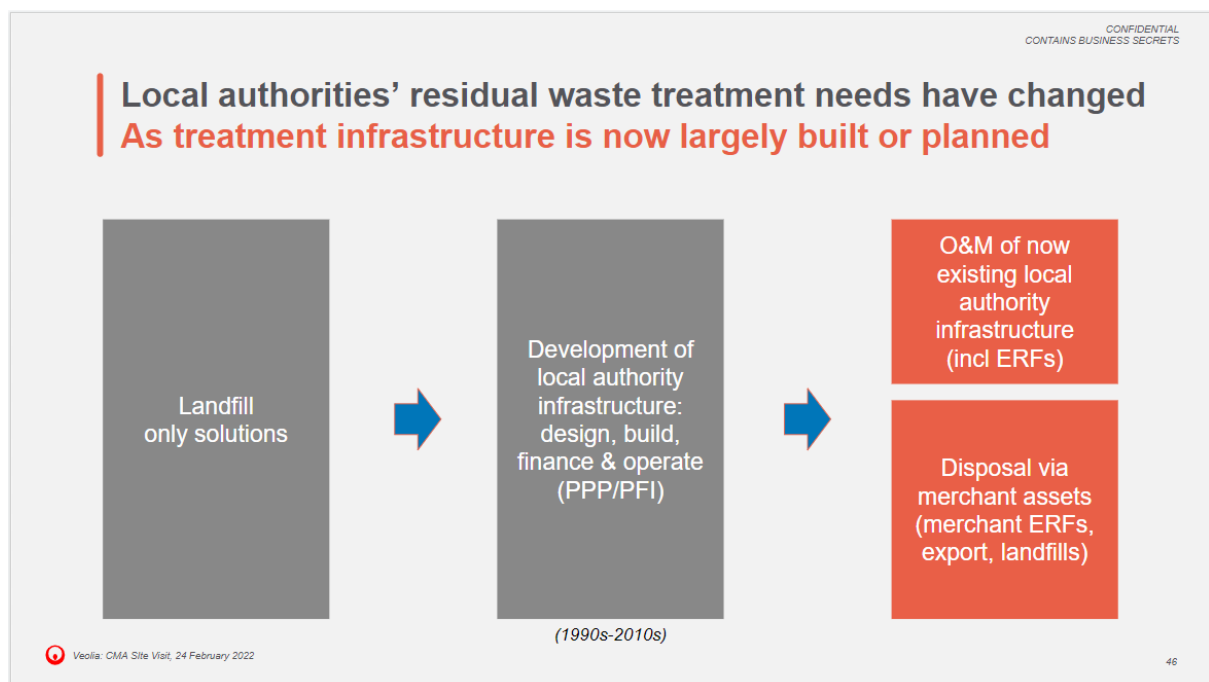 CONFIDENTIAL
CONTAINS BUSINESS SECRETS
Local authorities’ residual waste treatment needs have changed
As treatment infrastructure is now largely built or planned
Landfill
only solutions
Development of
local authority
infrastructure:
design, build,
finance & operate
(PPP/PFI)
(1990s-2010s)
O&M of now
existing local
authority
infrastructure
(incl ERFs)
Disposal via
merchant assets
(merchant ERFs,
export, landfills)
Veolia: CMA SIte Visit, 24 February 2022
46